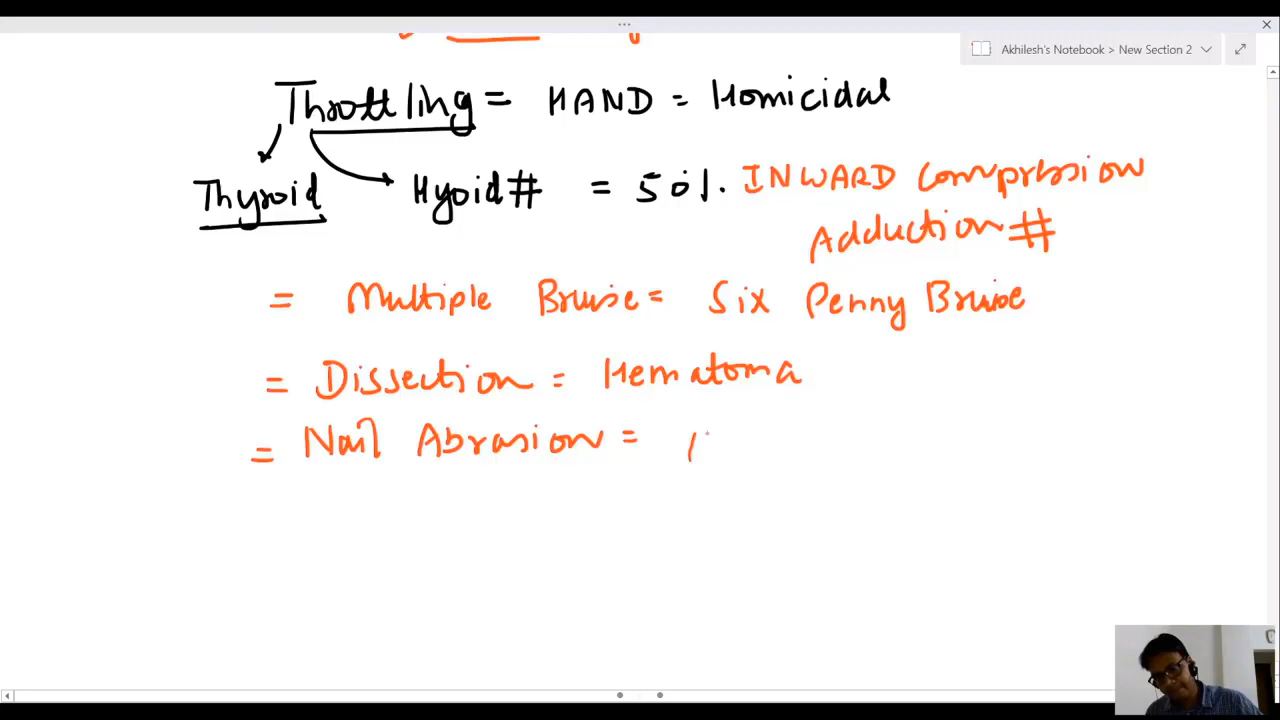 Akhilesh's Notebook > New Section 2
Throttling = HAND = Homicidal
Thyroid Hyoid # = 50%. INWARD Compression
Adduction #
= Multiple Bruise = Six Penny Bruise
= Dissection = Hematoma
= Nail Abrasion =